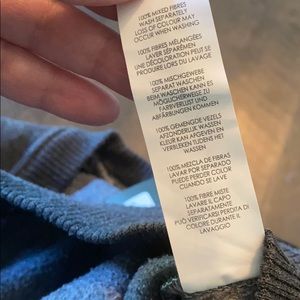 100% MIXED FIBRES
WASH SEPARATELY
LOSS OF COLOUR MAY
OCCUR WHEN WASHING
100% FIBRES MÉLANGÉES
LAVER SÉPARÉMEN
UNE DÉCOLORATION PEUT SE
PRODUIRE LORS DU LAVAGE
100% MISCHGEWEBE
SEPARAT WASCHEN
BEIM WASCHEN KANN ES
MÖGLICHERWEISE ZU
FARBVERLUST UND
ABFÄRBUNGEN KOMMEN
100% GEMENGDE VEZELS
AFZONDERLIJK WASSEN
KLEUR KAN AFGEVEN EN
VERBLEKEN TIJDENS HET
WASSEN
100% MEZCLA DE FIBRAS
LAVAR POR SEPARADO
PUEDE PERDER COLOR
CUANDO SE LAVE
100% FIBRE MISTE
LAVARE IL CAPO
SEPARATAMENTE
PUÒ VERIFICARSI PERDITA DI
COLORE DURANTE IL
LAVAGGIO